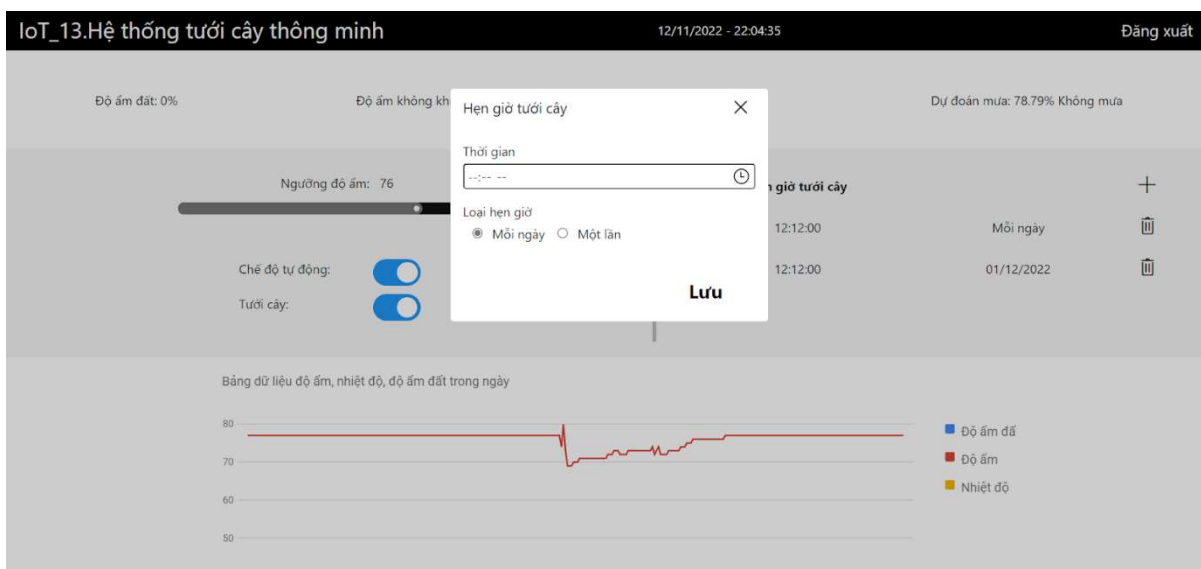 IoT_13.Hệ thống tưới cây thông minh 12/11/2022 - 22:04:35 Đăng xuất
Độ ẩm đất: 0% Độ ẩm không kh Dự đoán mưa: 78.79% Không mưa
Hẹn giờ tưới cây
Thời gian
--:-- --
Loại hẹn giờ
Mỗi ngày Một lần
Lưu
Ngưỡng độ ẩm: 76
Chế độ tự động:
Tưới cây:
giờ tưới cây
12:12:00 Mỗi ngày
12:12:00 01/12/2022
Bảng dữ liệu độ ẩm, nhiệt độ, độ ẩm đất trong ngày
80
70
60
50
Độ ẩm đấ
Độ ẩm
Nhiệt độ